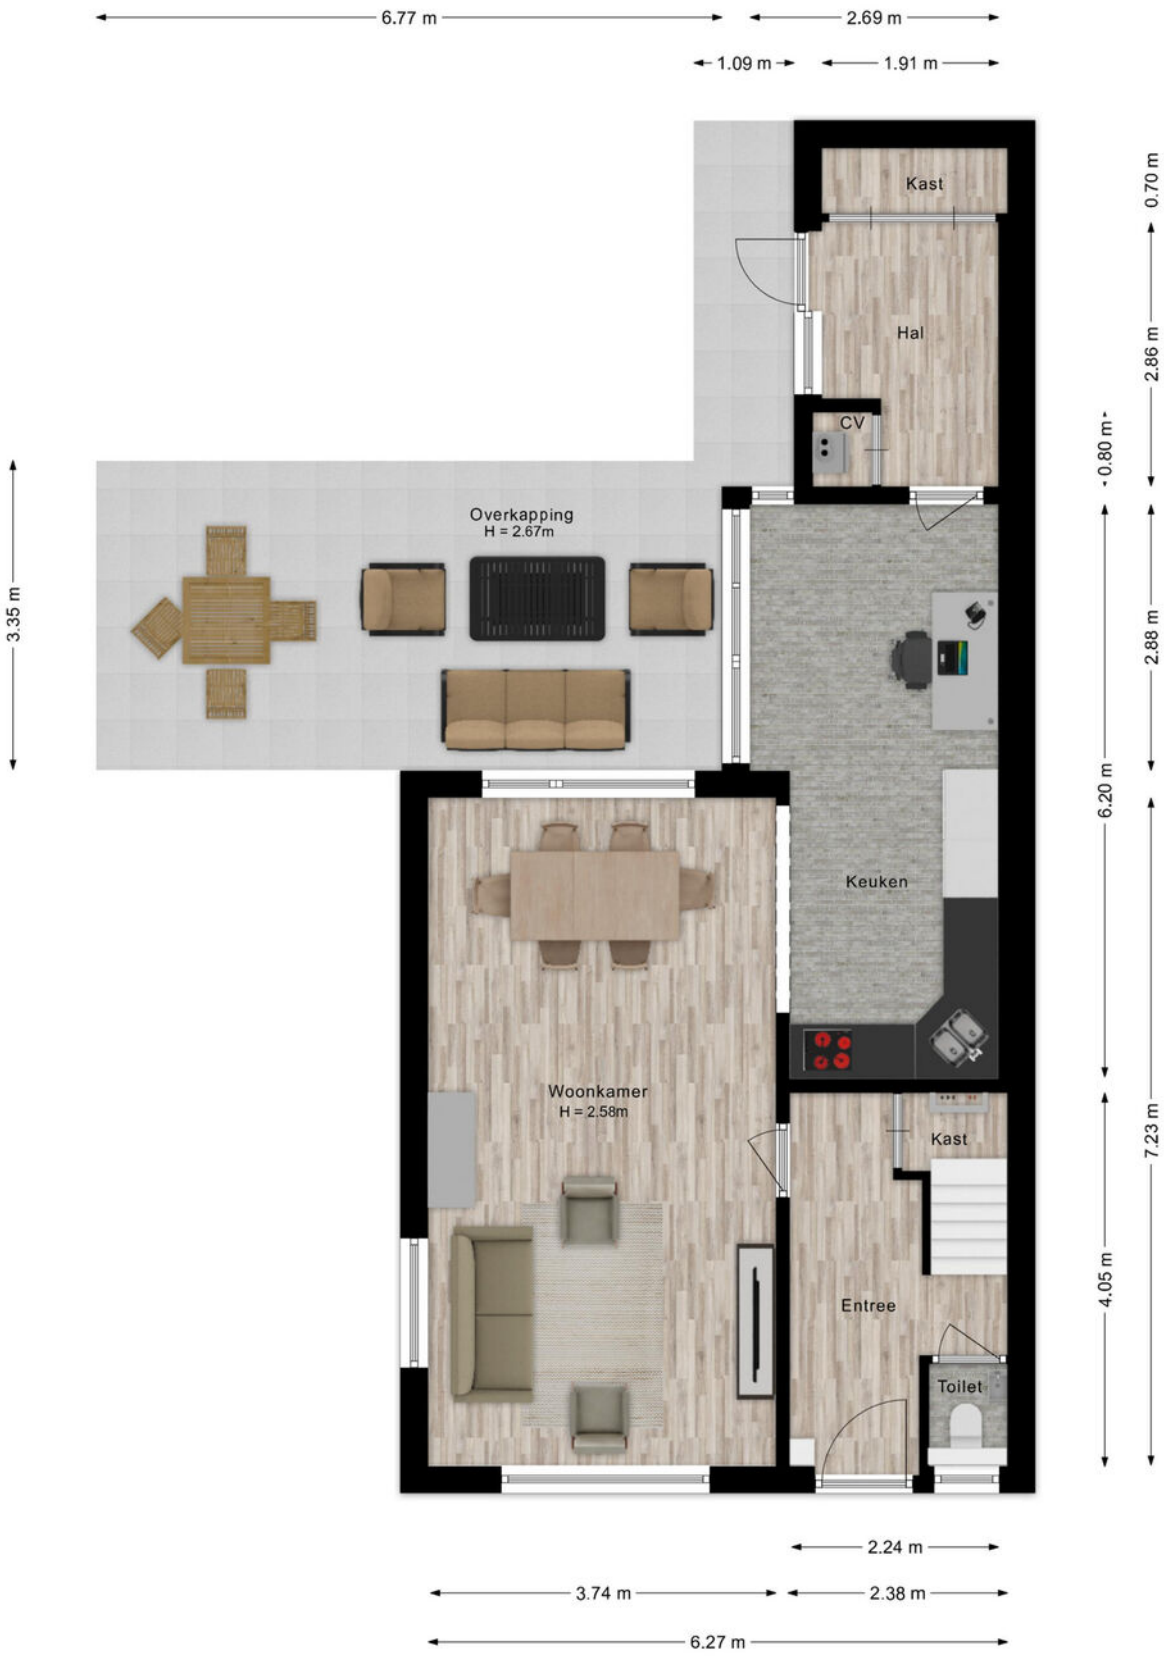 6.77 m
2.69 m
1.09 m
1.91 m
0.70 m
Kast
Hal
2.86 m
CV
0.80 m
Overkapping
H = 2.67m
3.35 m
2.88 m
6.20 m
Keuken
Woonkamer
H = 2.58m
Kast
7.23 m
4.05 m
Entree
Toilet
2.24 m
3.74 m
2.38 m
6.27 m